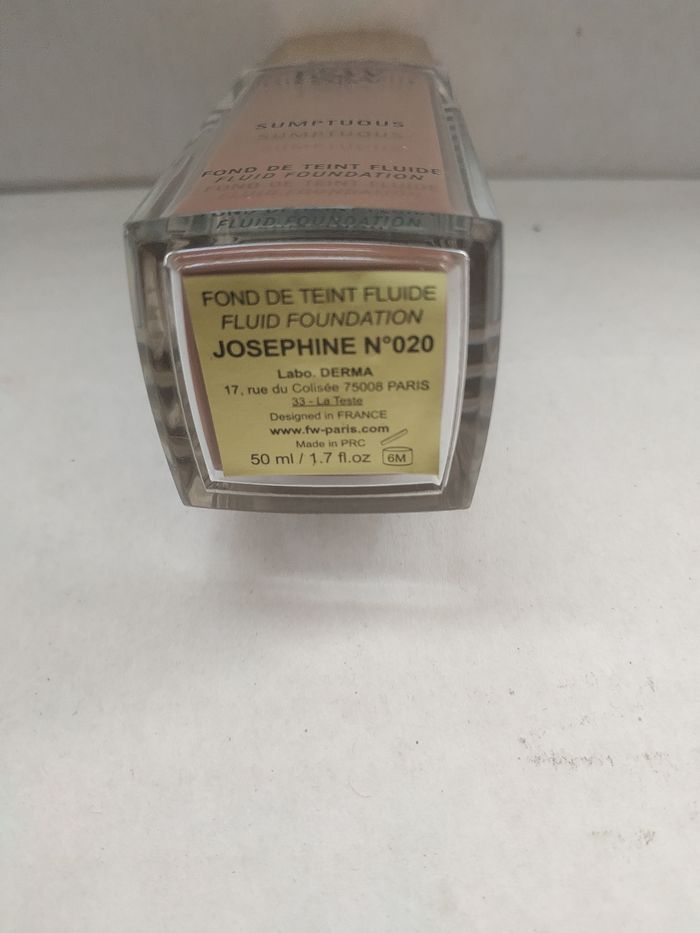 SUMPTUOUS
FOND DE TEINT FLUIDE
FLUID FOUNDATION
FOND DE TEINT FLUIDE
FLUID FOUNDATION
JOSEPHINE N°020
Labo. DERMA
17, rue du Colisée 75008 PARIS
33 - La Teste
Designed in FRANCE
www.fw-paris.com
Made in PRC
50 ml / 1.7 fl.oz 6M